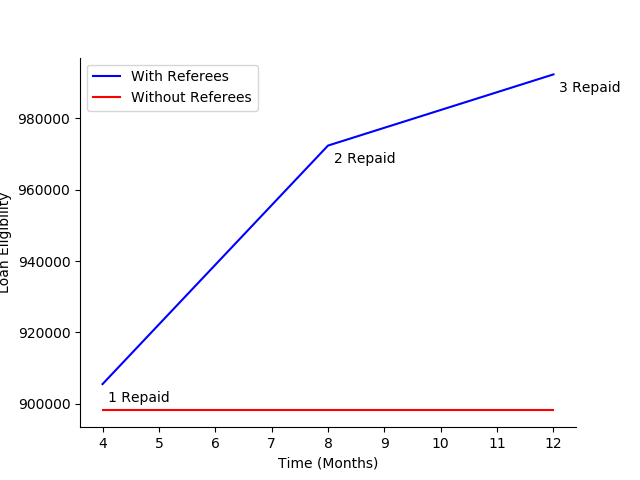 With Referees
Without Referees
Loan Eligibility
980000
960000
940000
920000
900000
3 Repaid
2 Repaid
1 Repaid
4 5 6 7 8 9 10 11 12
Time (Months)